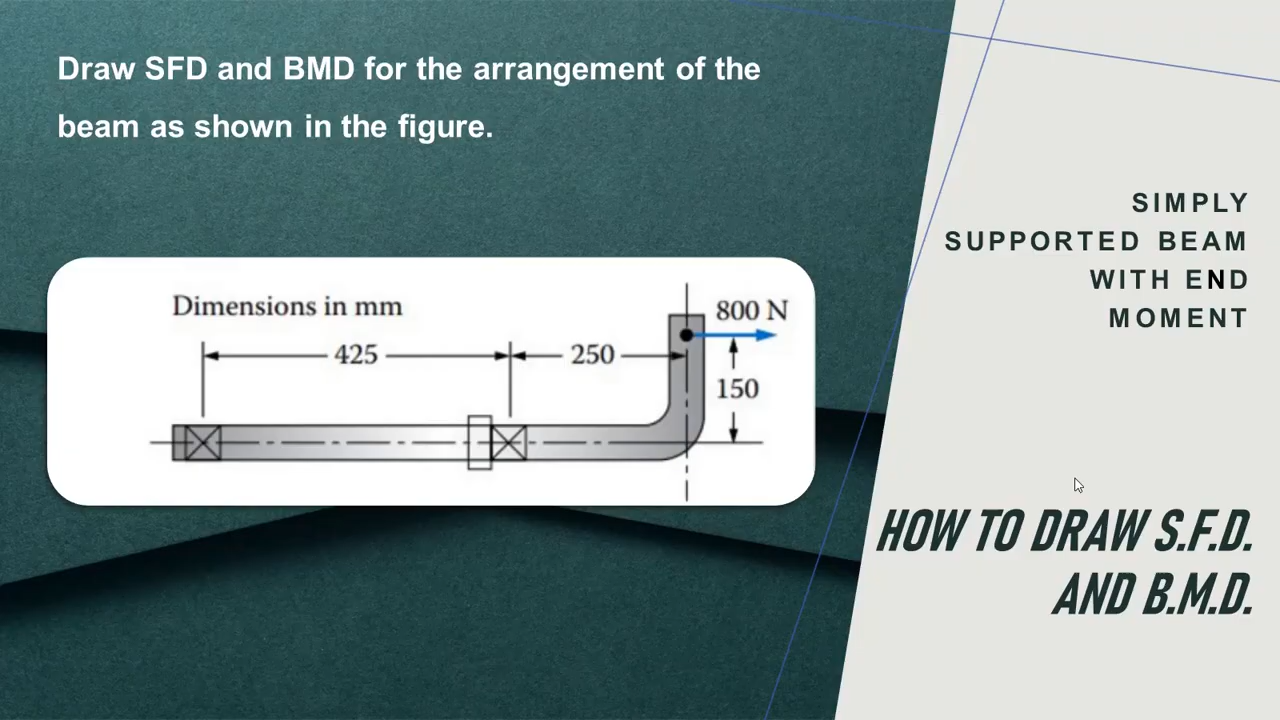 Draw SFD and BMD for the arrangement of the
beam as shown in the figure.
Dimensions in mm
800 N
425
250
150
SIMPLY
SUPPORTED BEAM
WITH END
MOMENT
HOW TO DRAW S.F.D.
AND B.M.D.